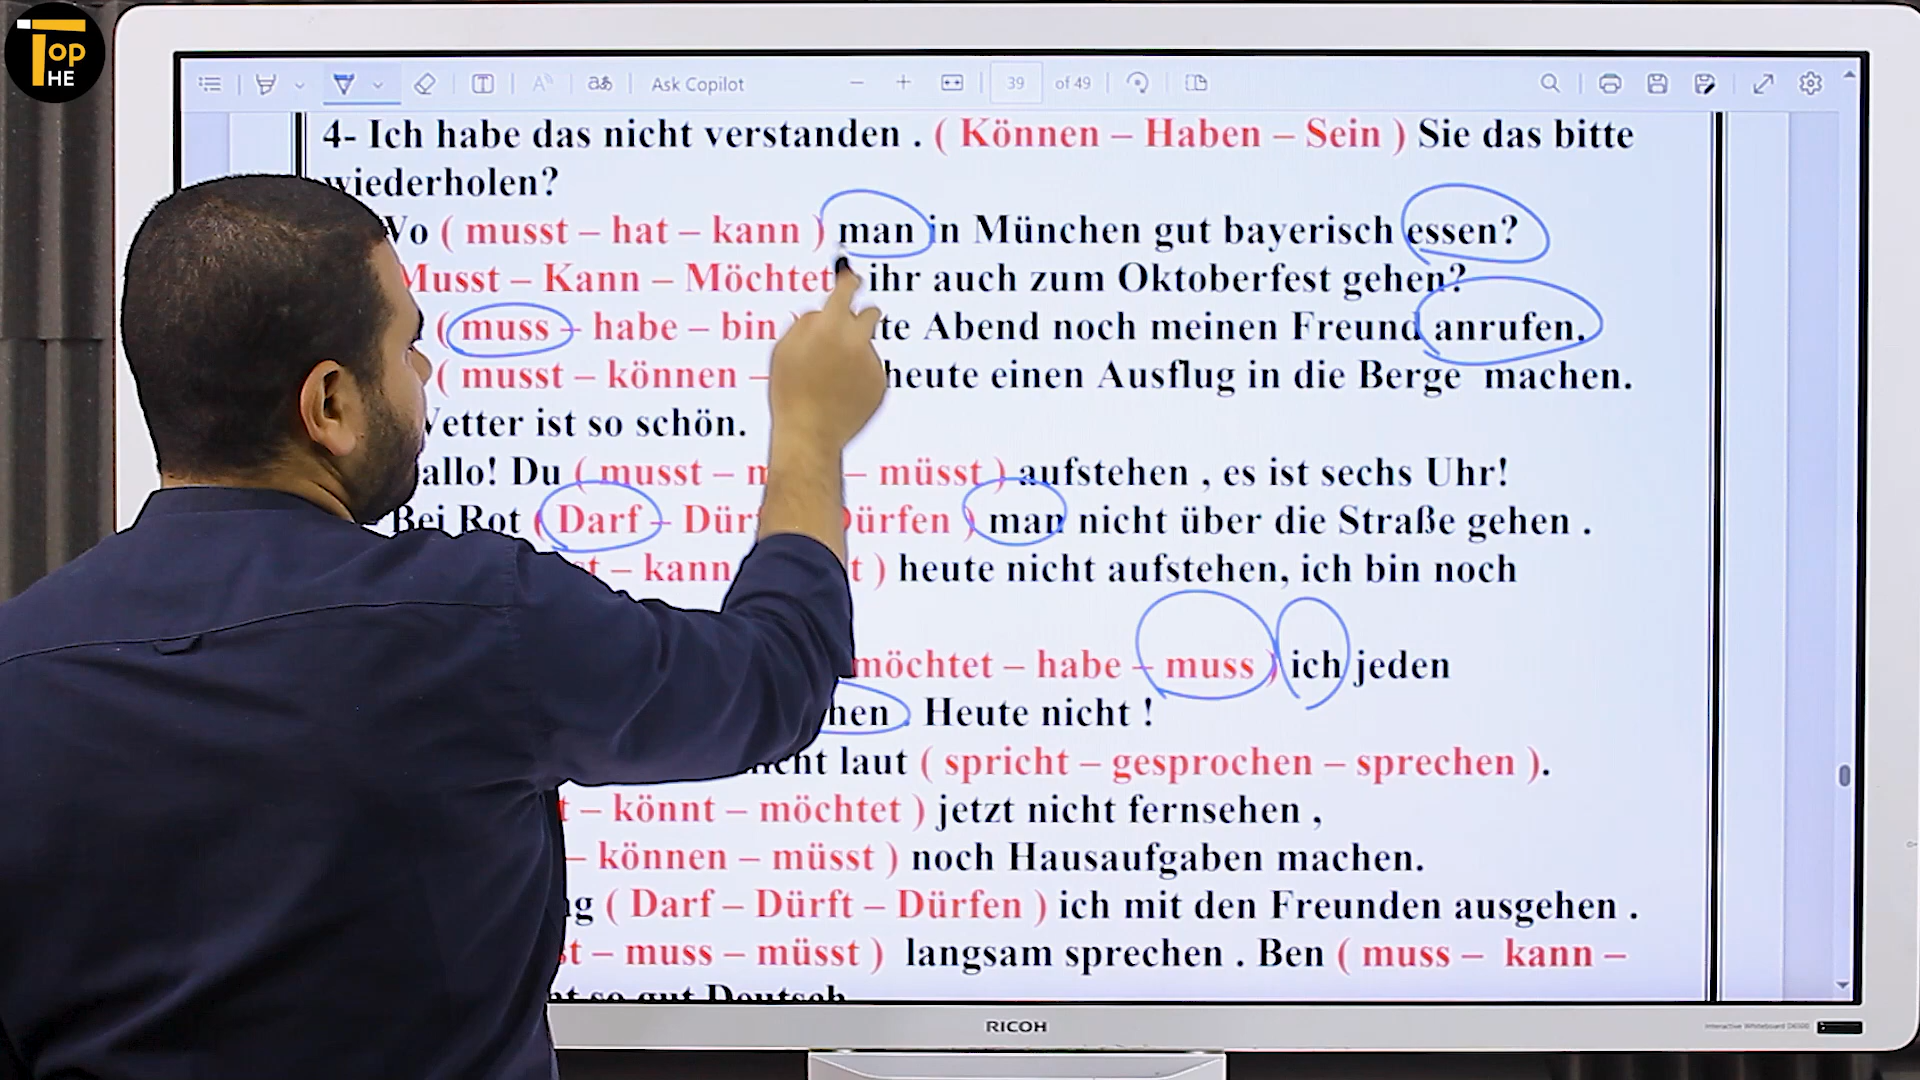 TOP
THE
Ask Copilot
39 of 49
4- Ich habe das nicht verstanden . ( Können – Haben – Sein ) Sie das bitte
wiederholen?
( musst – hat – kann ) man in München gut bayerisch essen?
Musst – Kann – Möchtet ihr auch zum Oktoberfest gehen?
( muss – habe – bin Abend noch meinen Freund anrufen.
( musst – können – heute einen Ausflug in die Berge machen.
ist so schön.
Du ( musst – – müsst ) aufstehen , es ist sechs Uhr!
Bei Rot ( Darf – ) man nicht über die Straße gehen .
– kann ) heute nicht aufstehen, ich bin noch
möchtet – habe – muss ) ich jeden
. Heute nicht !
laut ( spricht – gesprochen – sprechen ).
– könnt – möchtet ) jetzt nicht fernsehen ,
– können – müsst ) noch Hausaufgaben machen.
( Darf – Dürft – Dürfen ) ich mit den Freunden ausgehen .
– muss – müsst ) langsam sprechen . Ben ( muss – kann –
so gut Deutsch
RICOH